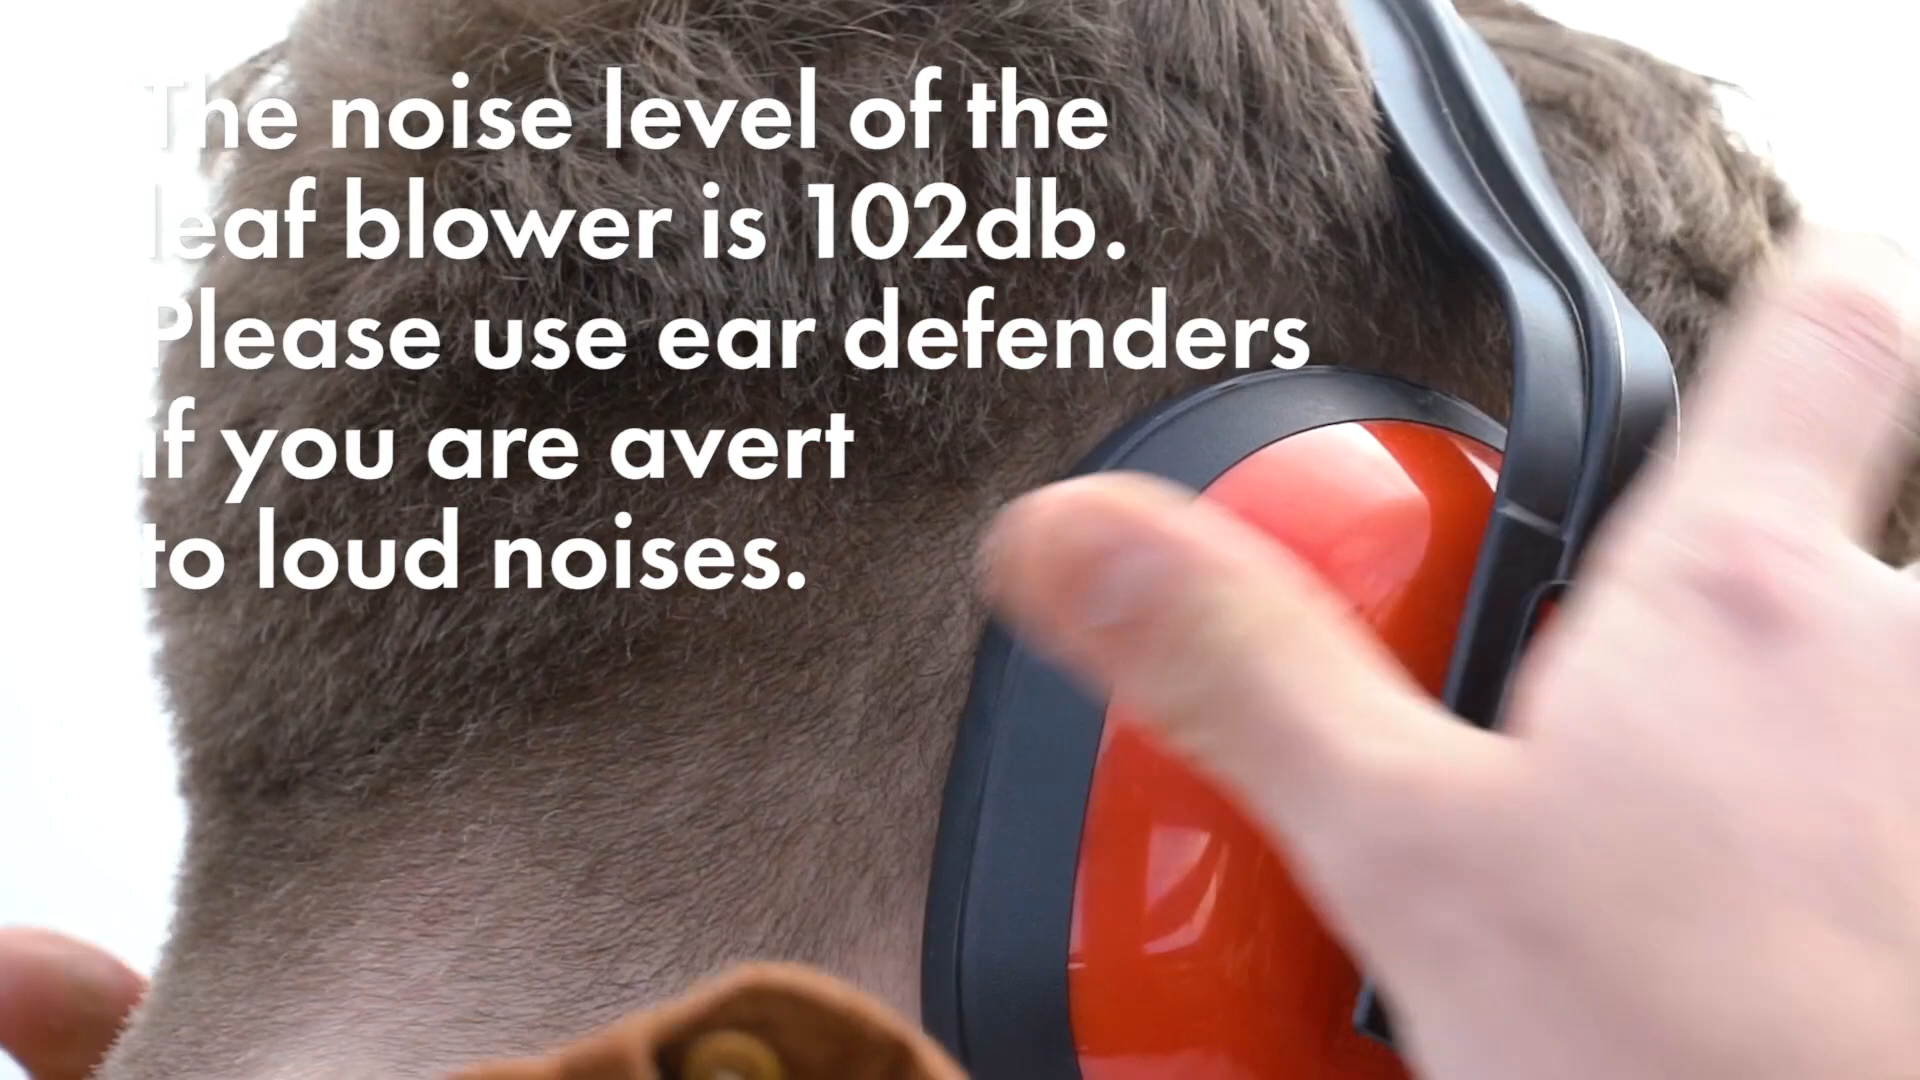 The noise level of the
leaf blower is 102db.
Please use ear defenders
if you are avert
to loud noises.